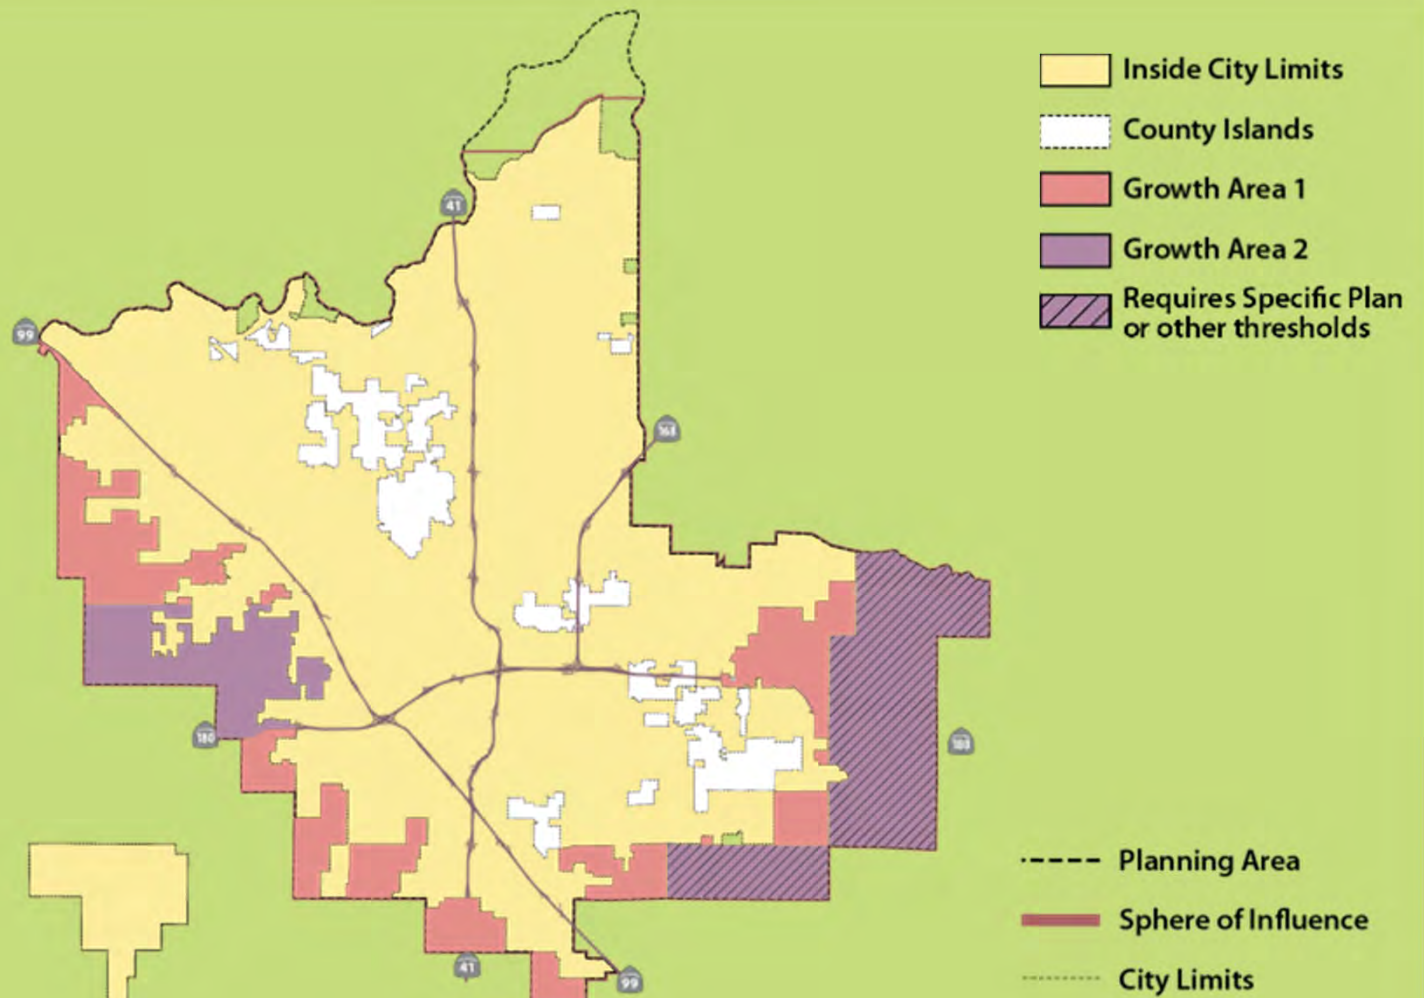 Inside City Limits
County Islands
Growth Area 1
Growth Area 2
Requires Specific Plan
or other thresholds
41
99
168
180
41
99
Planning Area
Sphere of Influence
City Limits